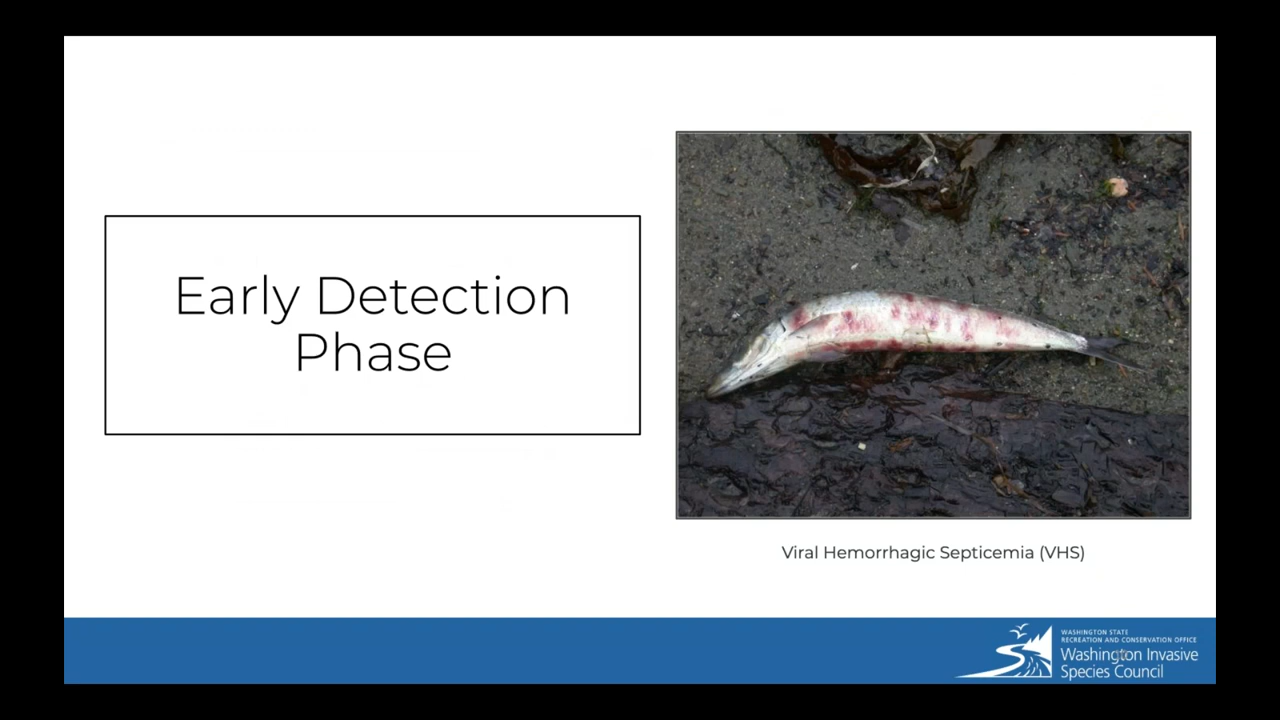 Early Detection
Phase
Viral Hemorrhagic Septicemia (VHS)
WASHINGTON STATE
RECREATION AND CONSERVATION OFFICE
Washington Invasive
Species Council